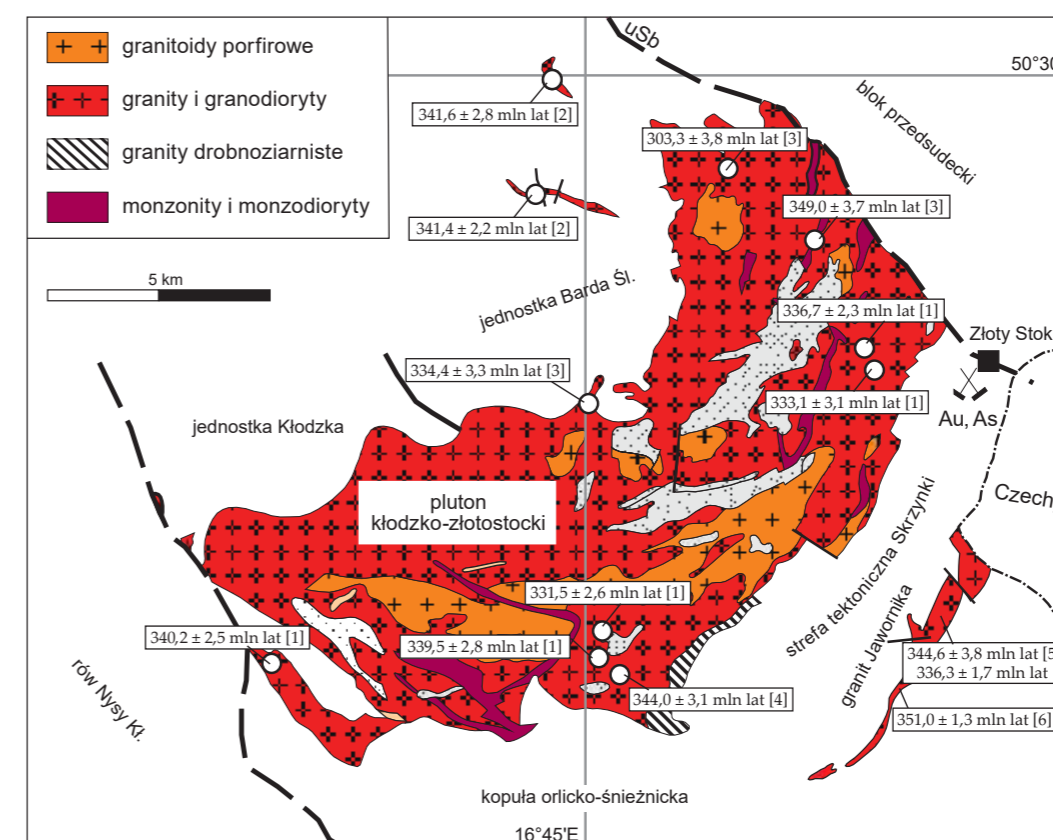 granitoidy porfirowe
granity i granodioryty
granity drobnoziarniste
monzonity i monzodioryty
5 km
uSb
50°30
blok przedsudecki
341,6 ± 2,8 mln lat [2]
303,3 ± 3,8 mln lat [3]
349,0 ± 3,7 mln lat [3]
341,4 ± 2,2 mln lat [2]
jednostka Barda Śl.
336,7 ± 2,3 mln lat [1]
Złoty Stok
334,4 ± 3,3 mln lat [3]
333,1 ± 3,1 mln lat [1]
Au, As
jednostka Kłodzka
pluton
kłodzko-złotostocki
Czech
strefa tektoniczna Skrzynki
granit Jawornika
331,5 ± 2,6 mln lat [1]
340,2 ± 2,5 mln lat [1]
339,5 ± 2,8 mln lat [1]
344,6 ± 3,8 mln lat [5
336,3 ± 1,7 mln lat
344,0 ± 3,1 mln lat [4]
351,0 ± 1,3 mln lat [6]
rów Nysy Kł.
kopuła orlicko-śnieżnicka
16°45'E